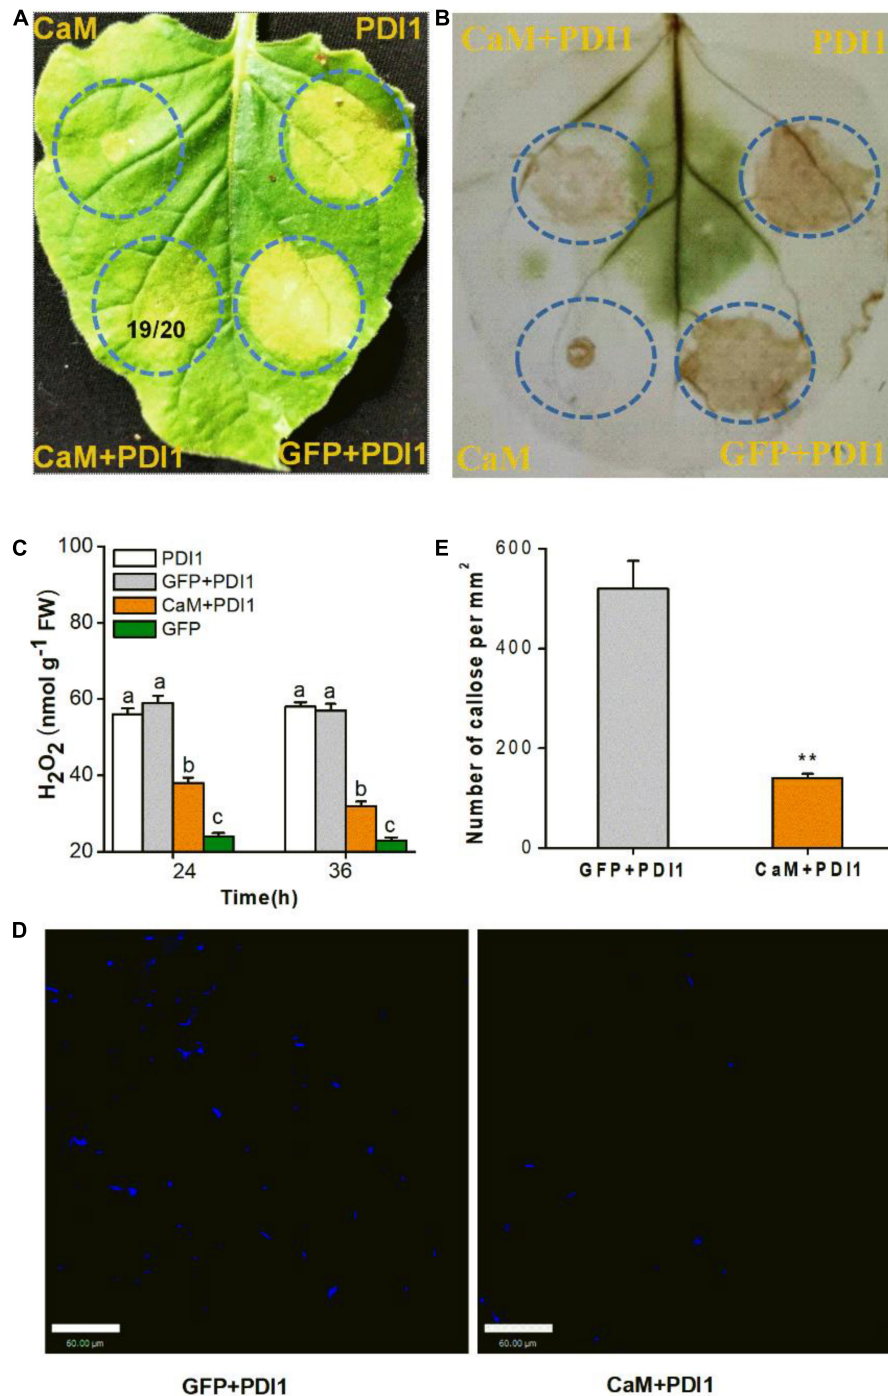 A
CaM
PDI1
19/20
CaM+PDI1
GFP+PDI1
B
CaM+PDI1
PDI1
CaM
GFP+PDI1
C
100
80
60
40
20
H₂O₂ (nmol g⁻¹ FW)
PDI1
GFP+PDI1
CaM+PDI1
GFP
a
a
b
c
a
a
b
c
24
36
Time(h)
E
600
400
200
0
Number of callose per mm²
**
GFP+PDI1
CaM+PDI1
D
60.00 µm
60.00 µm
GFP+PDI1
CaM+PDI1